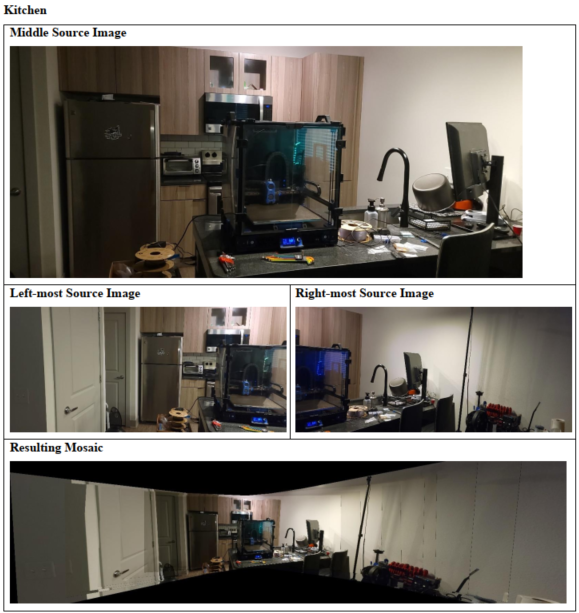 Kitchen
Middle Source Image
Left-most Source Image
Right-most Source Image
Resulting Mosaic